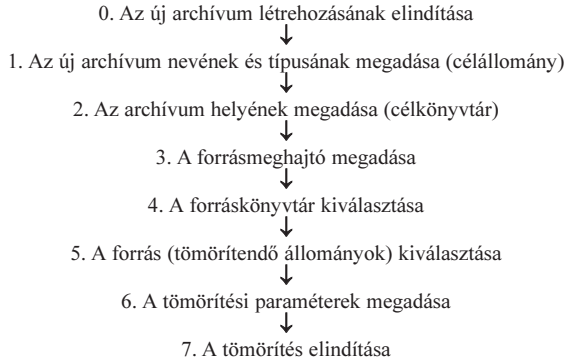 0. Az új archívum létrehozásának elindítása
1. Az új archívum nevének és típusának megadása (célállomány)
2. Az archívum helyének megadása (célkönyvtár)
3. A forrásmeghajtó megadása
4. A forráskönyvtár kiválasztása
5. A forrás (tömörítendő állományok) kiválasztása
6. A tömörítési paraméterek megadása
7. A tömörítés elindítása